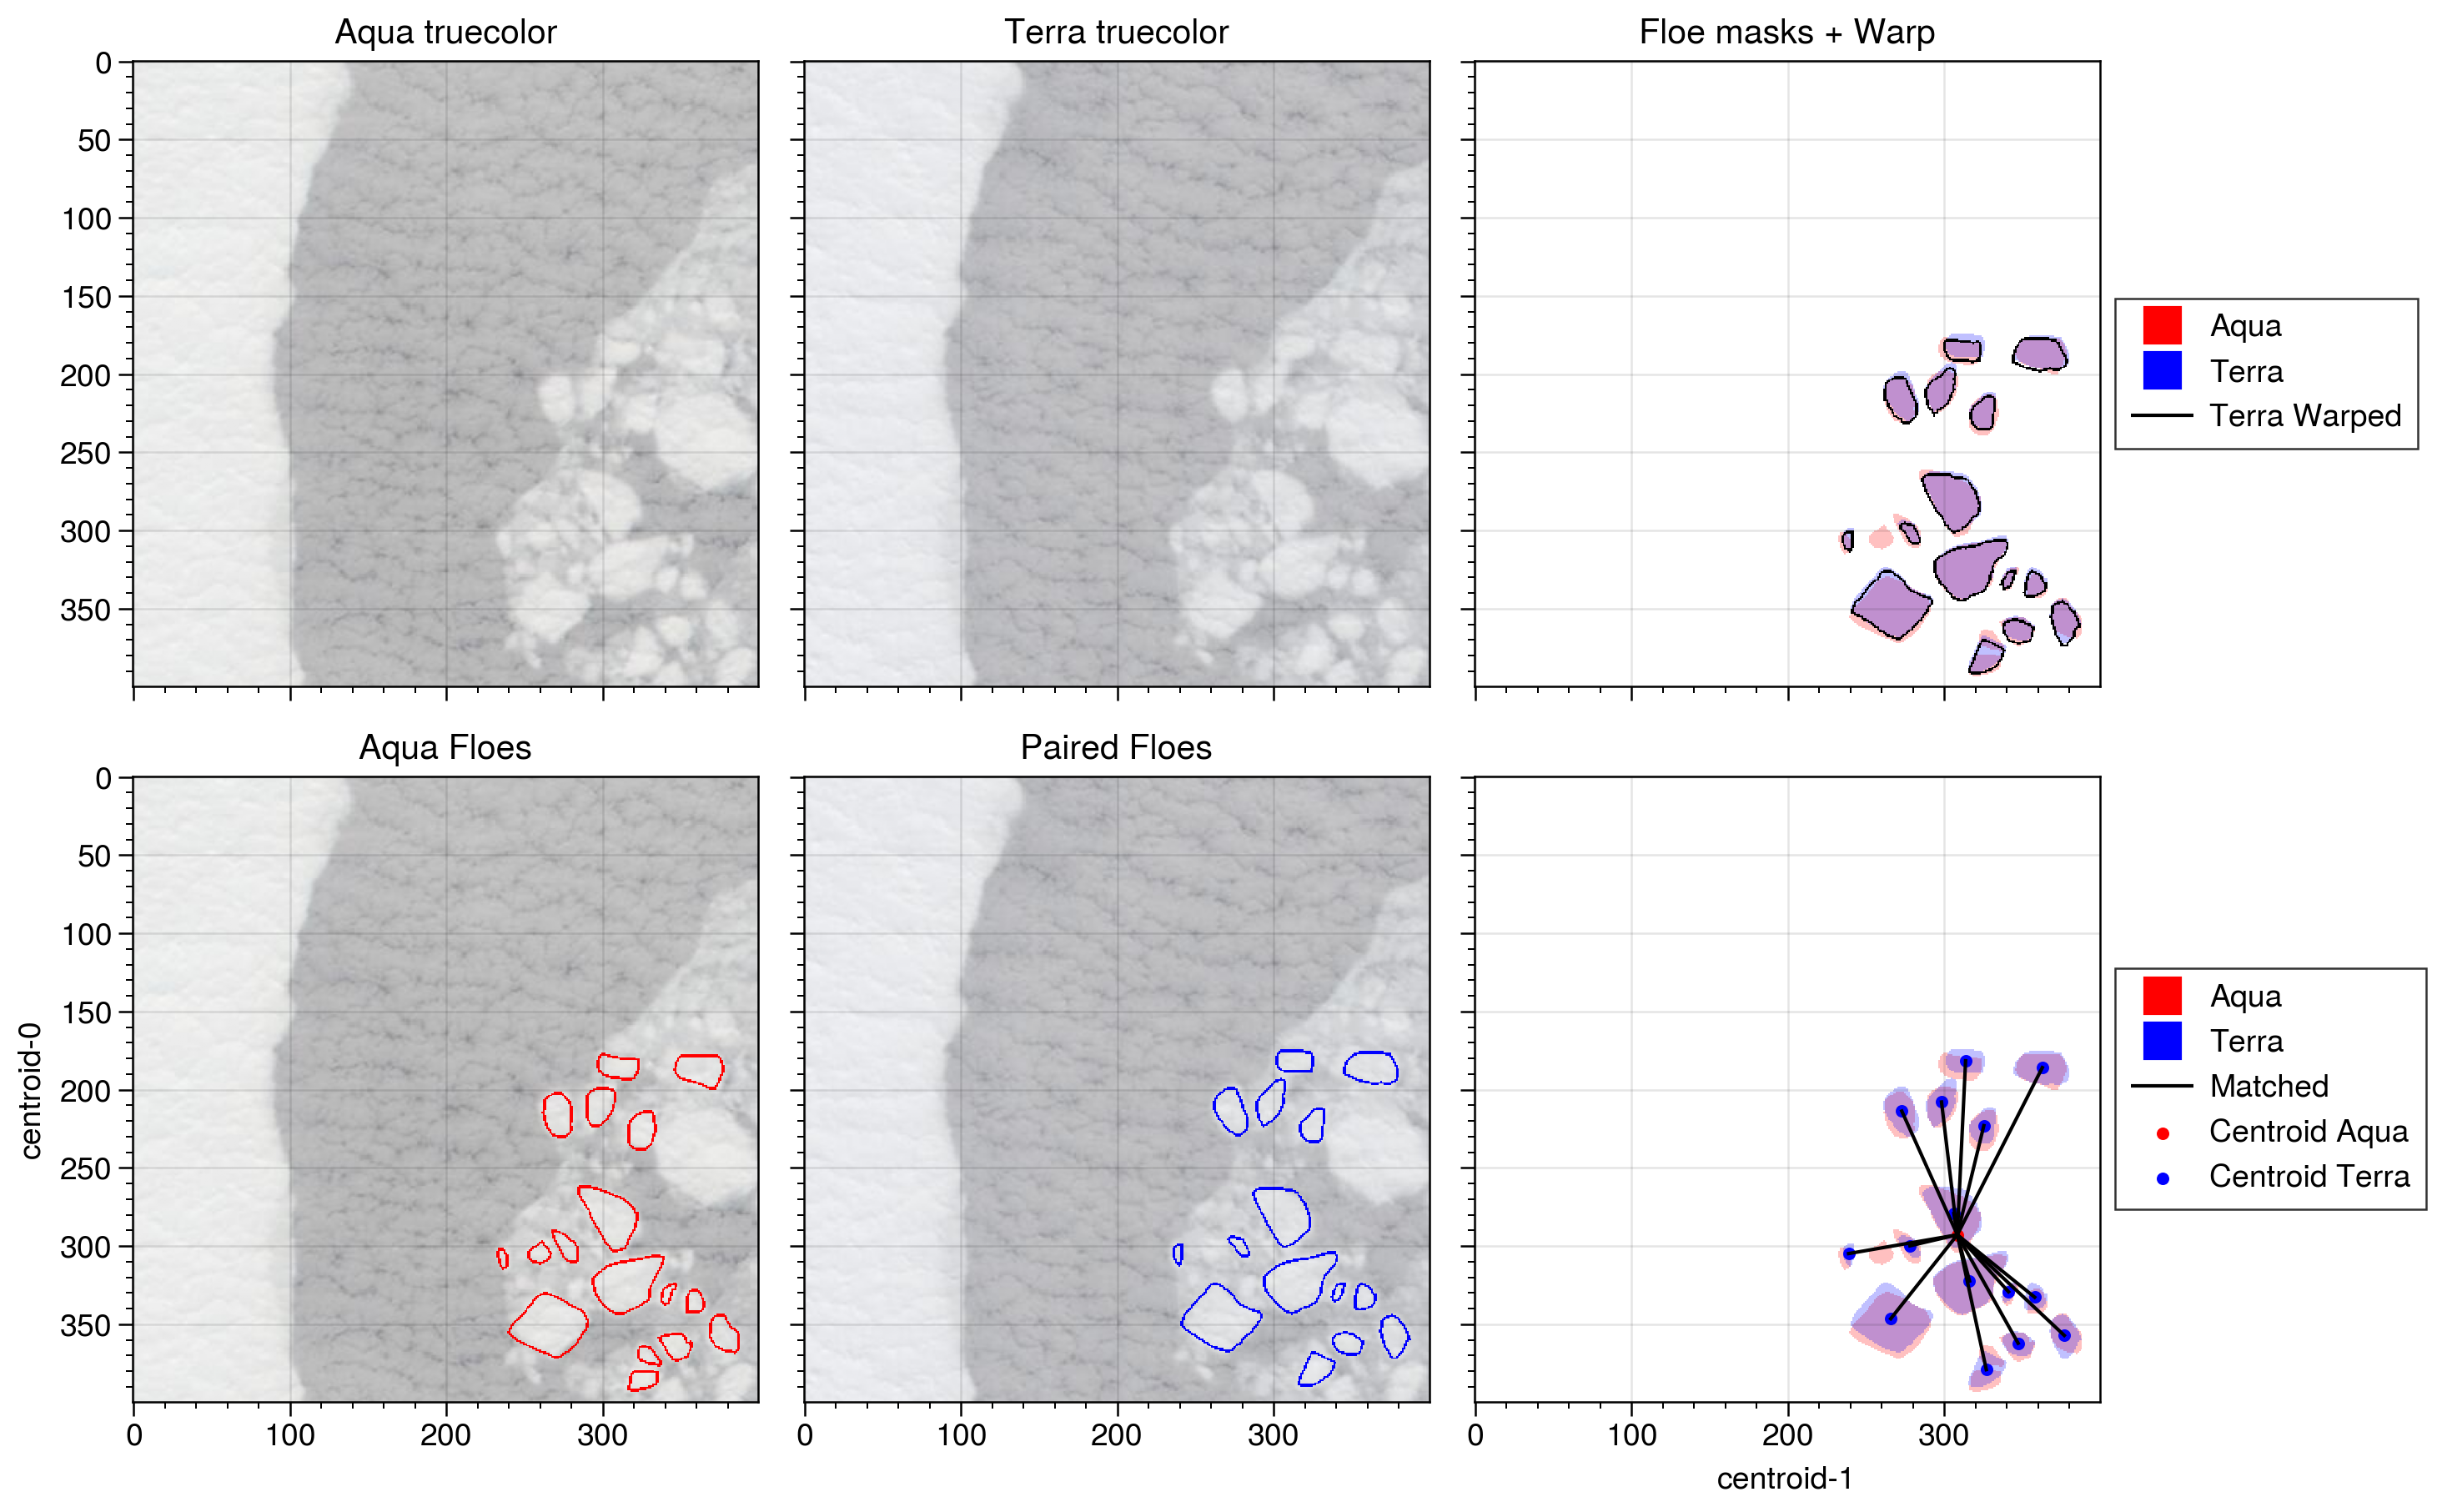 Aqua truecolor
Terra truecolor
Floe masks + Warp
0
50
100
150
200
250
300
350
Aqua
Terra
Terra Warped
Aqua Floes
Paired Floes
0
50
100
150
200
250
300
350
centroid-0
0
100
200
300
0
100
200
300
0
100
200
300
centroid-1
Aqua
Terra
Matched
Centroid Aqua
Centroid Terra